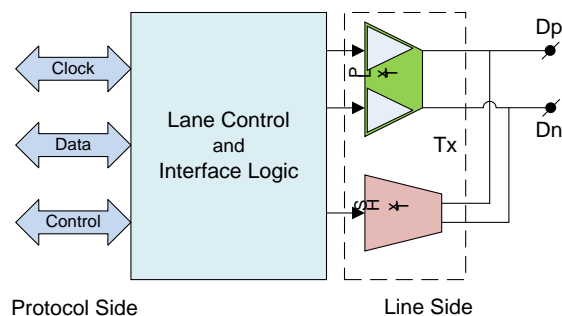 Dp
Clock
Lane Control
and
Interface Logic
Data
Tx
Dn
Control
Protocol Side
Line Side